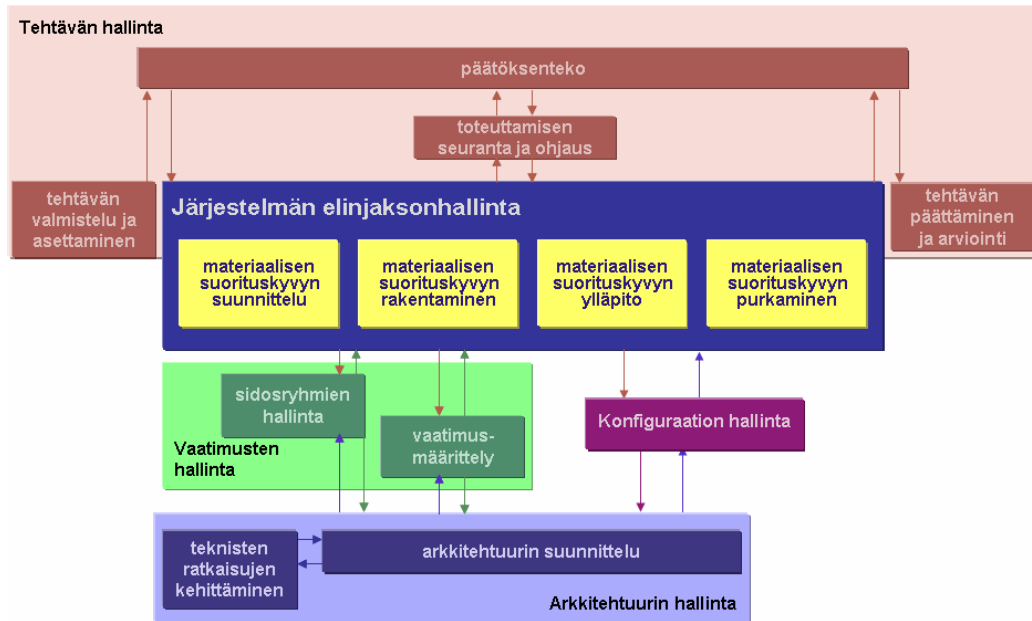 Tehtävän hallinta
päätöksenteko
toteuttamisen
seuranta ja ohjaus
tehtävän
valmistelu ja
asettaminen
Järjestelmän elinjaksonhallinta
tehtävän
päättäminen
ja arviointi
materiaalisen
suorituskyvyn
suunnittelu
materiaalisen
suorituskyvyn
rakentaminen
materiaalisen
suorituskyvyn
ylläpito
materiaalisen
suorituskyvyn
purkaminen
sidosryhmien
hallinta
vaatimus-
määrittely
Vaatimusten
hallinta
Konfiguraation hallinta
teknisten
ratkaisujen
kehittäminen
arkkitehtuurin suunnittelu
Arkkitehtuurin hallinta